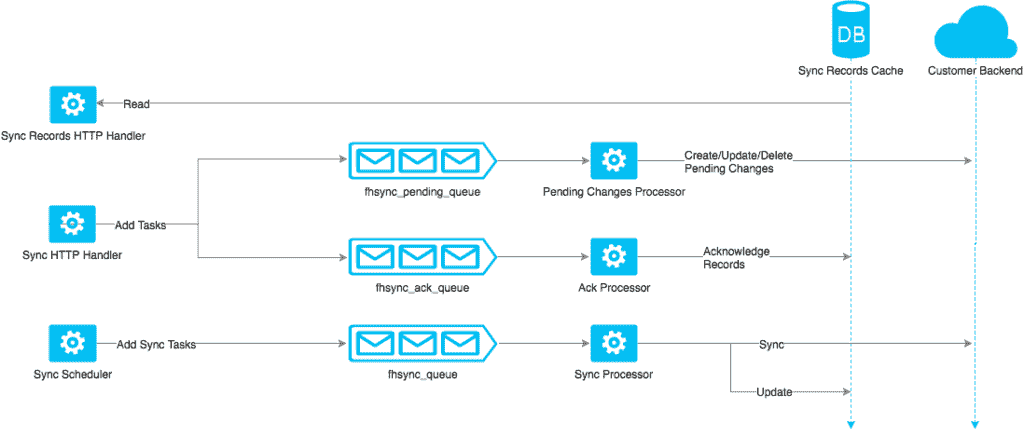 DB
Sync Records Cache
Customer Backend
Read
Sync Records HTTP Handler
Create/Update/Delete
Pending Changes
fhsync_pending_queue
Pending Changes Processor
Add Tasks
Sync HTTP Handler
Acknowledge
Records
fhsync_ack_queue
Ack Processor
Add Sync Tasks
Sync
Sync Scheduler
fhsync_queue
Sync Processor
Update